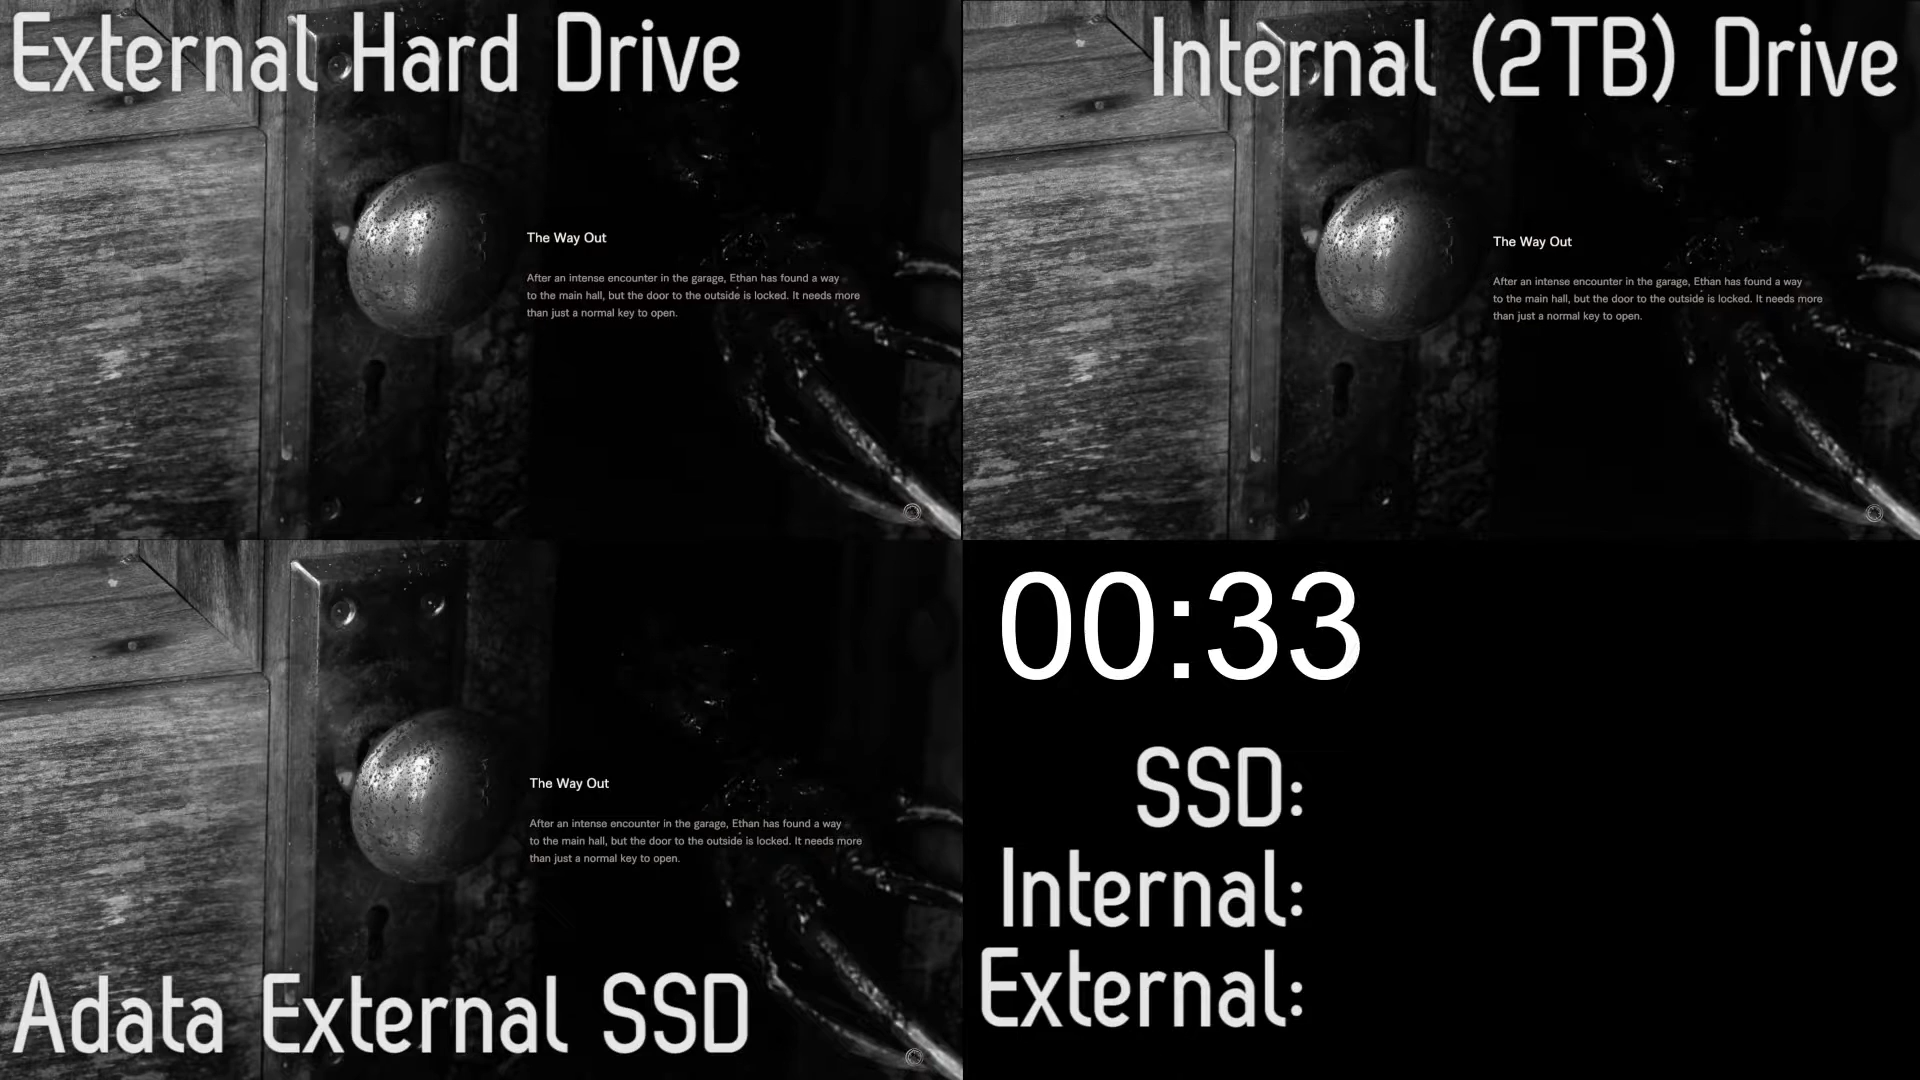 External Hard Drive
The Way Out
After an intense encounter in the garage, Ethan has found a way
to the main hall, but the door to the outside is locked. It needs more
than just a normal key to open.
Internal (2TB) Drive
The Way Out
After an intense encounter in the garage, Ethan has found a way
to the main hall, but the door to the outside is locked. It needs more
than just a normal key to open.
The Way Out
After an intense encounter in the garage, Ethan has found a way
to the main hall, but the door to the outside is locked. It needs more
than just a normal key to open.
Adata External SSD
00:33
SSD:
Internal:
External: